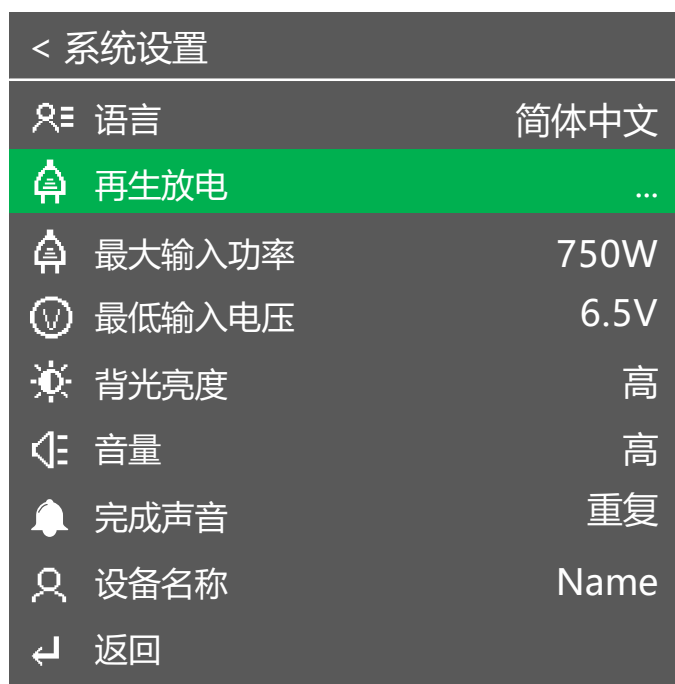 < 系统设置
语言 简体中文
再生放电 ...
最大输入功率 750W
最低输入电压 6.5V
背光亮度 高
音量 高
完成声音 重复
设备名称 Name
返回